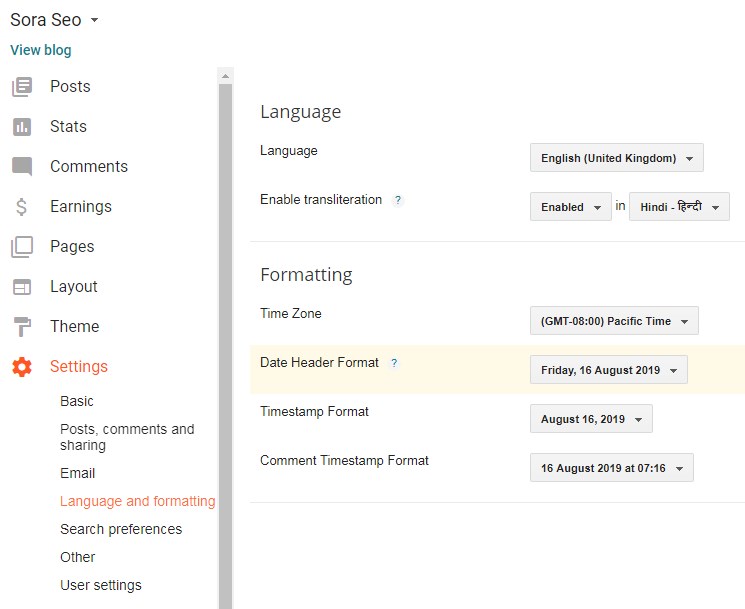 Sora Seo
View blog
Posts
Stats
Comments
Earnings
Pages
Layout
Theme
Settings
Basic
Posts, comments and
sharing
Email
Language and formatting
Search preferences
Other
User settings
Language
Language
English (United Kingdom)
Enable transliteration ?
Enabled in Hindi - हिन्दी
Formatting
Time Zone
(GMT-08:00) Pacific Time
Date Header Format ?
Friday, 16 August 2019
Timestamp Format
August 16, 2019
Comment Timestamp Format
16 August 2019 at 07:16